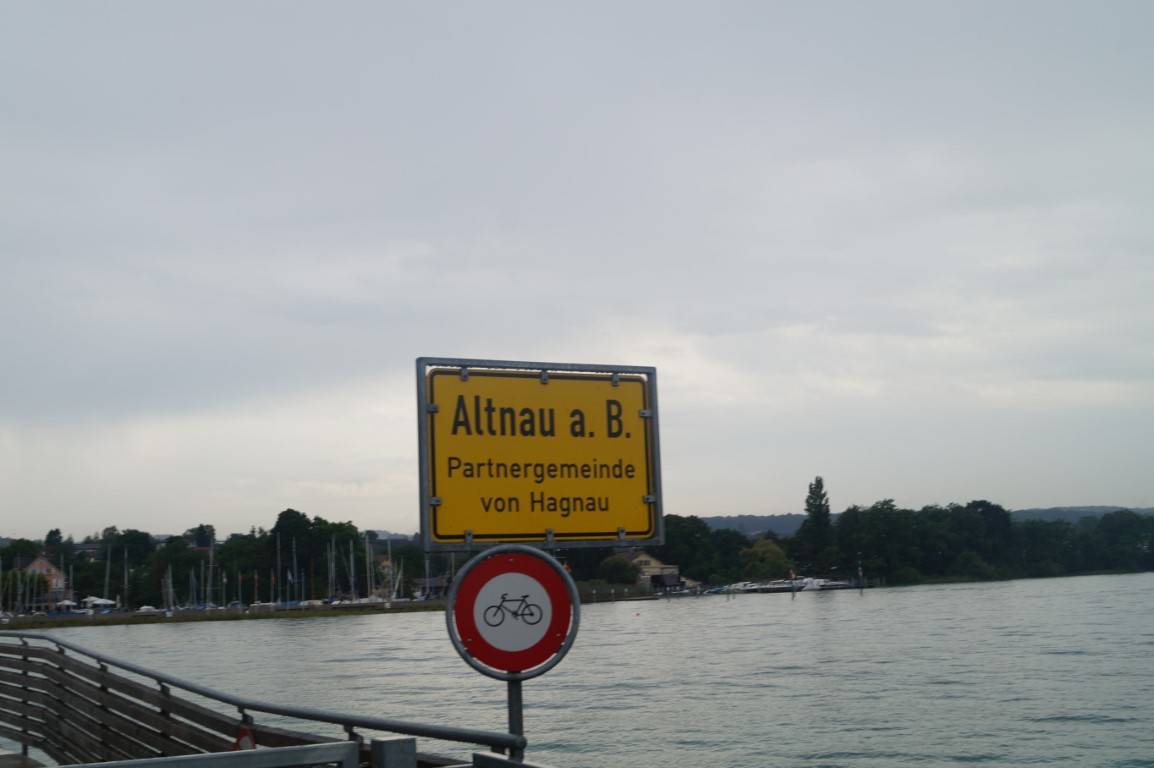 Altnau a. B.
Partnergemeinde
von Hagnau